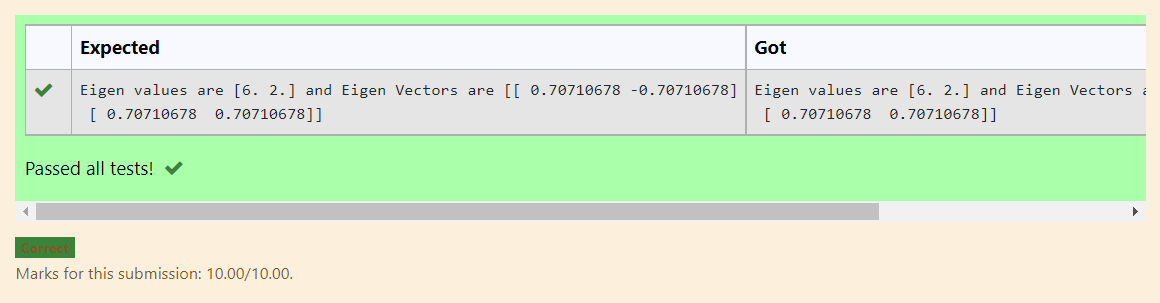 Expected Got
Eigen values are [6. 2.] and Eigen Vectors are [[ 0.70710678 -0.70710678] Eigen values are [6. 2.] and Eigen Vectors
[ 0.70710678  0.70710678]] [ 0.70710678  0.70710678]]
Passed all tests!
Correct
Marks for this submission: 10.00/10.00.